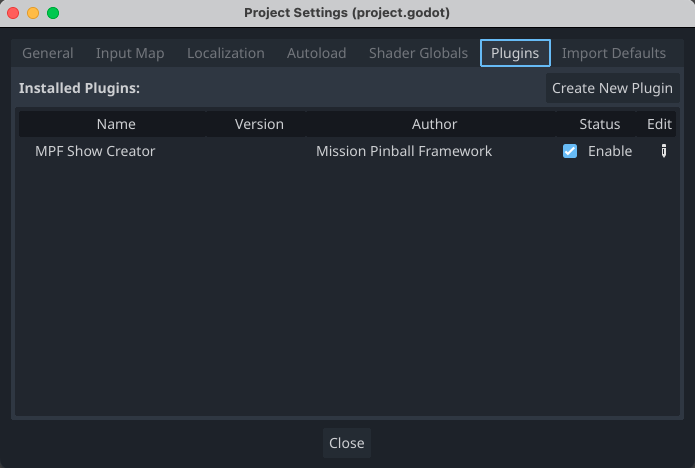 Project Settings (project.godot)
General Input Map Localization Autoload Shader Globals Plugins Import Defaults
Installed Plugins: Create New Plugin
Name Version Author Status Edit
MPF Show Creator Mission Pinball Framework Enable
Close